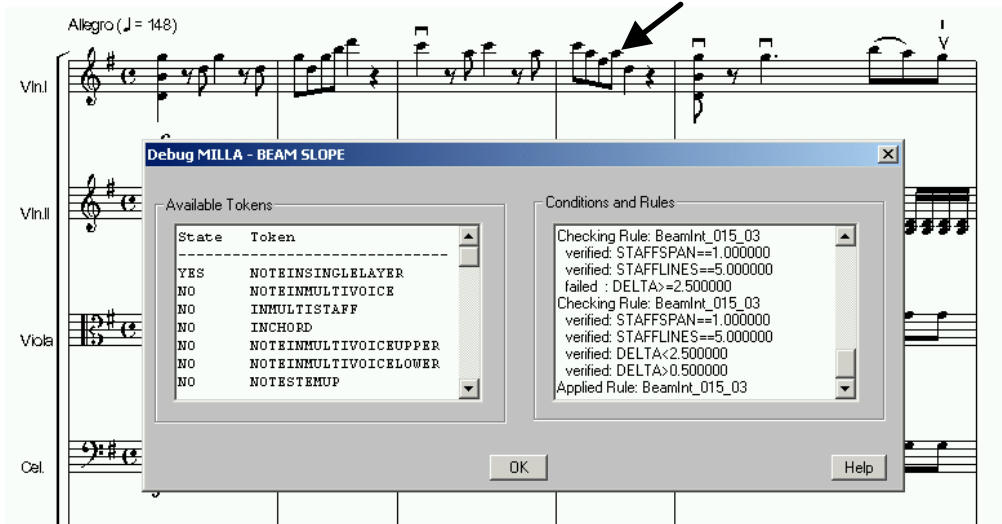 Allegro (♩ = 148)
Vln.I
Debug MILLA - BEAM SLOPE
Vln.II
Available Tokens
State Token
---------------------------------
YES NOTEINSINGLELAYER
NO NOTEINMULTIVOICE
NO INMULTISTAFF
NO INCHORD
NO NOTEINMULTIVOICEUPPER
NO NOTEINMULTIVOICELOWER
NO NOTESTEMUP
Conditions and Rules
Checking Rule: BeamInt_015_03
verified: STAFFSPAN==1.000000
verified: STAFFLINES==5.000000
failed : DELTA>=2.500000
Checking Rule: BeamInt_015_03
verified: STAFFSPAN==1.000000
verified: STAFFLINES==5.000000
verified: DELTA<2.500000
verified: DELTA>0.500000
Applied Rule: BeamInt_015_03
Viola
Cel.
OK
Help